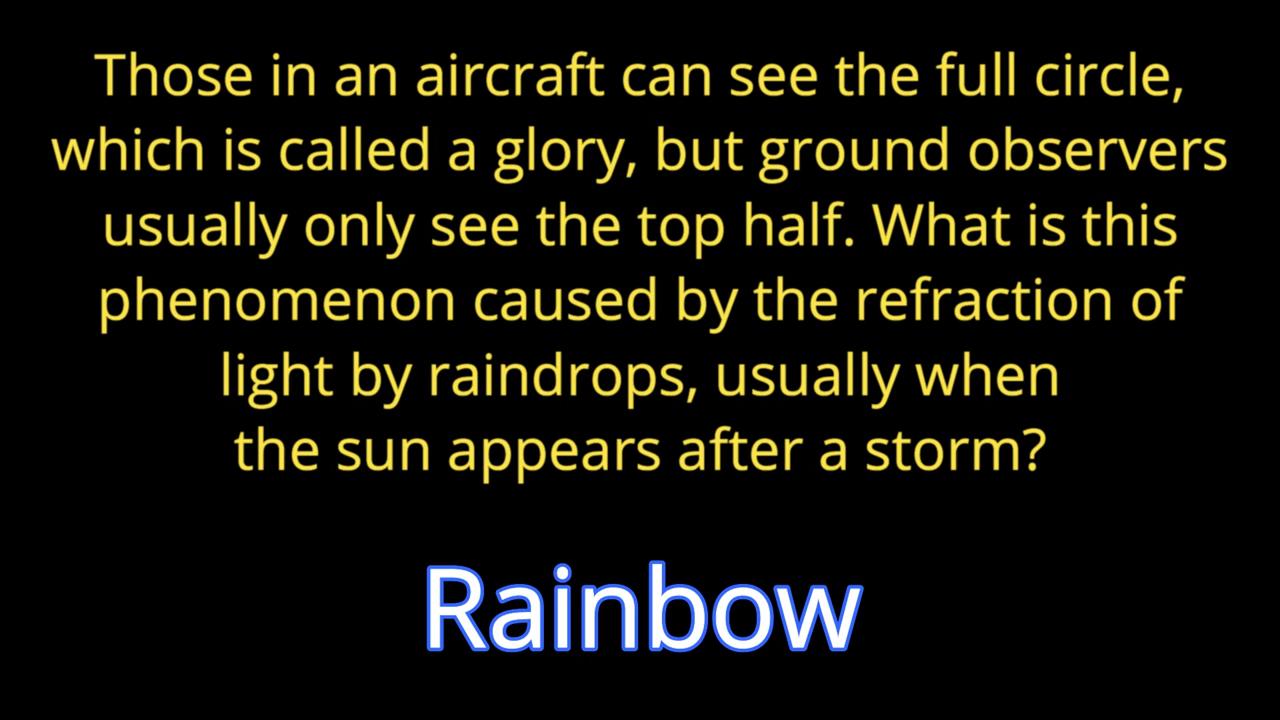 Those in an aircraft can see the full circle,
which is called a glory, but ground observers
usually only see the top half. What is this
phenomenon caused by the refraction of
light by raindrops, usually when
the sun appears after a storm?
Rainbow